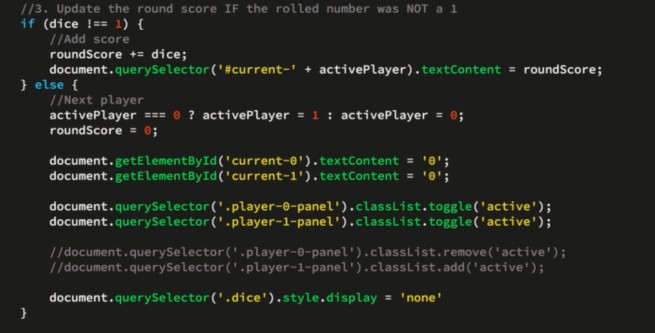 //3. Update the round score IF the rolled number was NOT a 1
if (dice !== 1) {
//Add score
roundScore += dice;
document.querySelector('#current-' + activePlayer).textContent = roundScore;
} else {
//Next player
activePlayer === 0 ? activePlayer = 1 : activePlayer = 0;
roundScore = 0;
document.getElementById('current-0').textContent = '0';
document.getElementById('current-1').textContent = '0';
document.querySelector('.player-0-panel').classList.toggle('active');
document.querySelector('.player-1-panel').classList.toggle('active');
//document.querySelector('.player-0-panel').classList.remove('active');
//document.querySelector('.player-1-panel').classList.add('active');
document.querySelector('.dice').style.display = 'none'
}